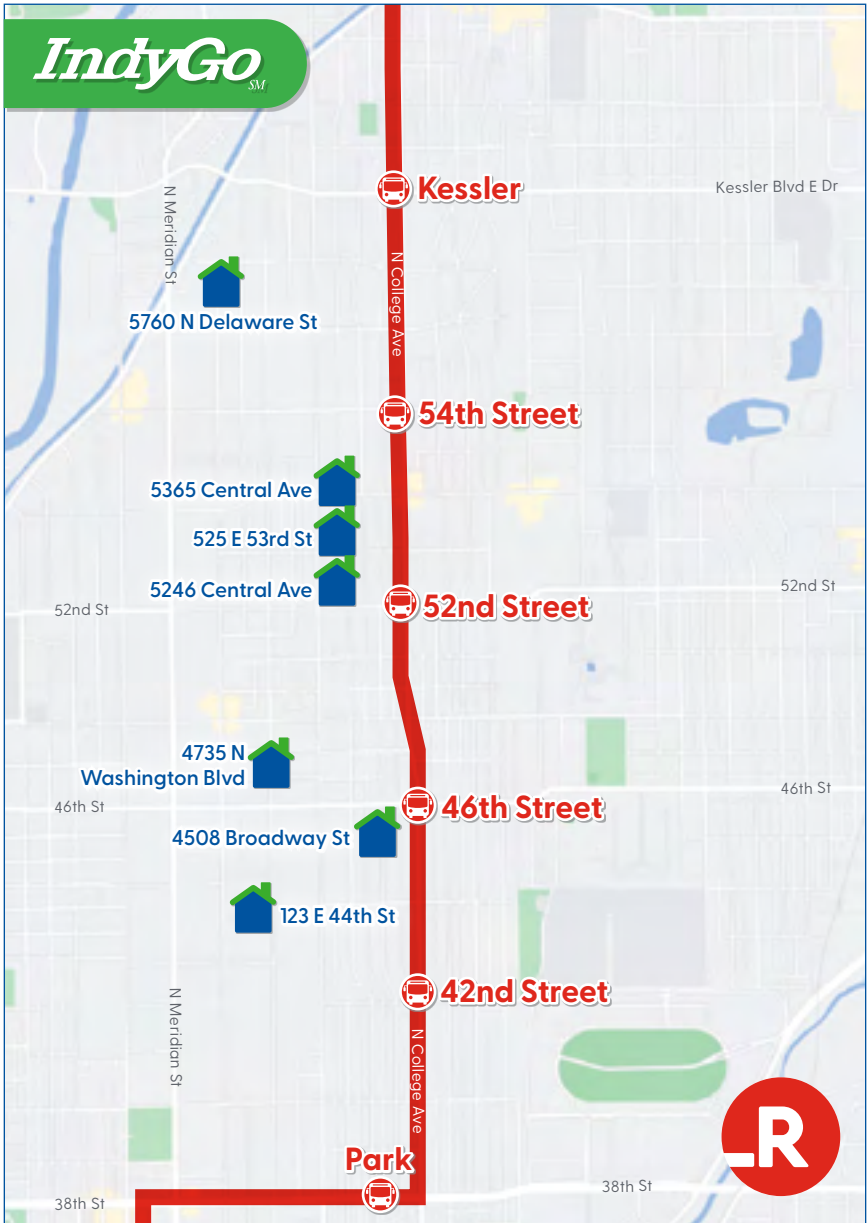 IndyGo
SM
Kessler
Kessler Blvd E Dr
N Meridian St
N College Ave
5760 N Delaware St
54th Street
5365 Central Ave
525 E 53rd St
5246 Central Ave
52nd St
52nd Street
52nd St
4735 N
Washington Blvd
46th St
46th Street
46th St
4508 Broadway St
123 E 44th St
42nd Street
N Meridian St
N College Ave
R
Park
38th St
38th St